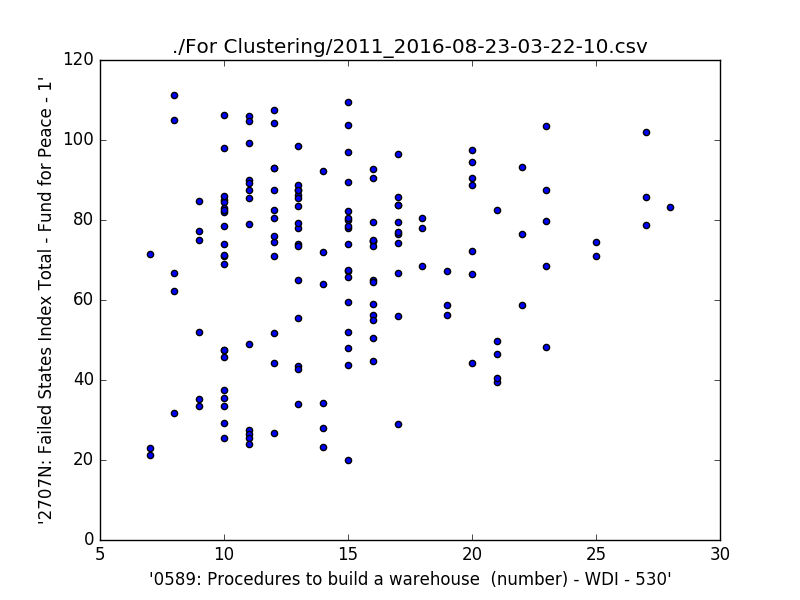 ./For Clustering/2011_2016-08-23-03-22-10.csv
120
100
80
60
40
20
0
'2707N: Failed States Index Total - Fund for Peace - 1'
5 10 15 20 25 30
'0589: Procedures to build a warehouse  (number) - WDI - 530'